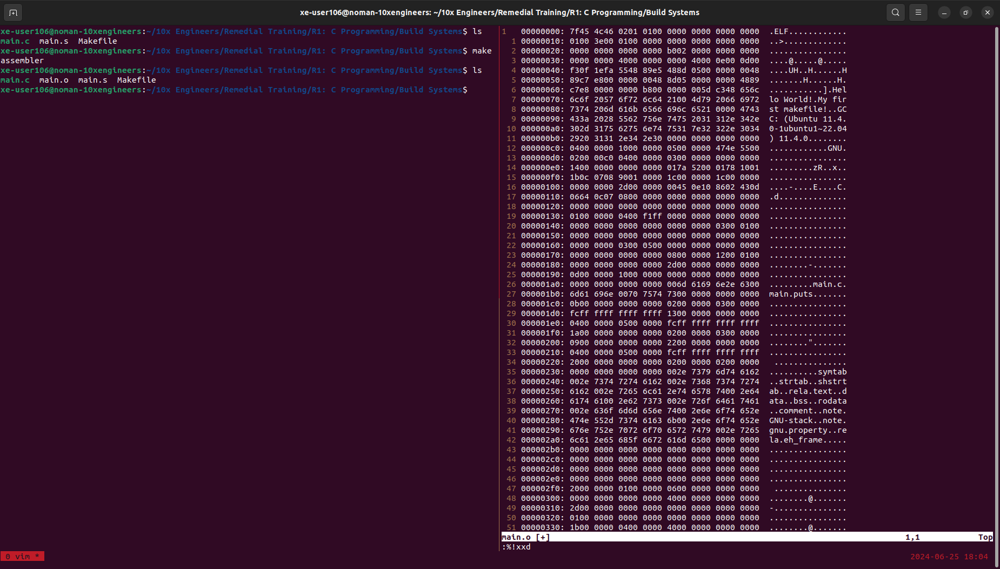 xe-user106@noman-10xengineers: ~/10x Engineers/Remedial Training/R1: C Programming/Build Systems
xe-user106@noman-10xengineers:~/10x Engineers/Remedial Training/R1: C Programming/Build Systems$ ls
main.c  main.s  Makefile
xe-user106@noman-10xengineers:~/10x Engineers/Remedial Training/R1: C Programming/Build Systems$ make
assembler
xe-user106@noman-10xengineers:~/10x Engineers/Remedial Training/R1: C Programming/Build Systems$ ls
main.c  main.o  main.s  Makefile
xe-user106@noman-10xengineers:~/10x Engineers/Remedial Training/R1: C Programming/Build Systems$
1   00000000: 7f45 4c46 0201 0100 0000 0000 0000 0000  .ELF............
  1 00000010: 0100 3e00 0100 0000 0000 0000 0000 0000  ..>.............
  2 00000020: 0000 0000 0000 0000 b002 0000 0000 0000  ................
  3 00000030: 0000 0000 4000 0000 0000 4000 0e00 0d00  ....@.....@.....
  4 00000040: f30f 1efa 5548 89e5 488d 0500 0000 0048  ....UH..H......H
  5 00000050: 89c7 e800 0000 0048 8d05 0000 0000 4889  .......H......H.
  6 00000060: c7e8 0000 0000 b800 0000 005d c348 656c  ...........].Hel
  7 00000070: 6c6f 2057 6f72 6c64 2100 4d79 2066 6972  lo World!.My fir
  8 00000080: 7374 206d 616b 6566 696c 6521 0000 4743  st makefile!..GC
  9 00000090: 433a 2028 5562 756e 7475 2031 312e 342e  C: (Ubuntu 11.4.
 10 000000a0: 302d 3175 6275 6e74 7531 7e32 322e 3034  0-1ubuntu1~22.04
 11 000000b0: 2920 3131 2e34 2e30 0000 0000 0000 0000  ) 11.4.0........
 12 000000c0: 0400 0000 1000 0000 0500 0000 474e 5500  ............GNU.
 13 000000d0: 0200 00c0 0400 0000 0300 0000 0000 0000  ................
 14 000000e0: 1400 0000 0000 0000 017a 5200 0178 1001  .........zR..x..
 15 000000f0: 1b0c 0708 9001 0000 1c00 0000 1c00 0000  ................
 16 00000100: 0000 0000 2d00 0000 0045 0e10 8602 430d  ....-....E....C.
 17 00000110: 0664 0c07 0800 0000 0000 0000 0000 0000  .d..............
 18 00000120: 0000 0000 0000 0000 0000 0000 0000 0000  ................
 19 00000130: 0100 0000 0400 f1ff 0000 0000 0000 0000  ................
 20 00000140: 0000 0000 0000 0000 0000 0000 0300 0100  ................
 21 00000150: 0000 0000 0000 0000 0000 0000 0000 0000  ................
 22 00000160: 0000 0000 0300 0500 0000 0000 0000 0000  ................
 23 00000170: 0000 0000 0000 0000 0800 0000 1200 0100  ................
 24 00000180: 0000 0000 0000 0000 2d00 0000 0000 0000  ........-.......
 25 00000190: 0d00 0000 1000 0000 0000 0000 0000 0000  ................
 26 000001a0: 0000 0000 0000 0000 006d 6169 6e2e 6300  .........main.c.
 27 000001b0: 6d61 696e 0070 7574 7300 0000 0000 0000  main.puts.......
 28 000001c0: 0b00 0000 0000 0000 0200 0000 0300 0000  ................
 29 000001d0: fcff ffff ffff ffff 1300 0000 0000 0000  ................
 30 000001e0: 0400 0000 0500 0000 fcff ffff ffff ffff  ................
 31 000001f0: 1a00 0000 0000 0000 0200 0000 0300 0000  ................
 32 00000200: 0900 0000 0000 0000 2200 0000 0000 0000  ........".......
 33 00000210: 0400 0000 0500 0000 fcff ffff ffff ffff  ................
 34 00000220: 2000 0000 0000 0000 0200 0000 0200 0000   ...............
 35 00000230: 0000 0000 0000 0000 002e 7379 6d74 6162  ..........symtab
 36 00000240: 002e 7374 7274 6162 002e 7368 7374 7274  ..strtab..shstrt
 37 00000250: 6162 002e 7265 6c61 2e74 6578 7400 2e64  ab..rela.text..d
 38 00000260: 6174 6100 2e62 7373 002e 726f 6461 7461  ata..bss..rodata
 39 00000270: 002e 636f 6d6d 656e 7400 2e6e 6f74 652e  ..comment..note.
 40 00000280: 474e 552d 7374 6163 6b00 2e6e 6f74 652e  GNU-stack..note.
 41 00000290: 676e 752e 7072 6f70 6572 7479 002e 7265  gnu.property..re
 42 000002a0: 6c61 2e65 685f 6672 616d 6500 0000 0000  la.eh_frame.....
 43 000002b0: 0000 0000 0000 0000 0000 0000 0000 0000  ................
 44 000002c0: 0000 0000 0000 0000 0000 0000 0000 0000  ................
 45 000002d0: 0000 0000 0000 0000 0000 0000 0000 0000  ................
 46 000002e0: 0000 0000 0000 0000 0000 0000 0000 0000  ................
 47 000002f0: 2000 0000 0100 0000 0600 0000 0000 0000   ...............
 48 00000300: 0000 0000 0000 0000 4000 0000 0000 0000  ........@.......
 49 00000310: 2d00 0000 0000 0000 0000 0000 0000 0000  -...............
 50 00000320: 0100 0000 0000 0000 0000 0000 0000 0000  ................
 51 00000330: 1b00 0000 0400 0000 4000 0000 0000 0000  ........@.......
main.o [+]  1,1  Top
:%!xxd
0 vim *  2024-06-25 18:04